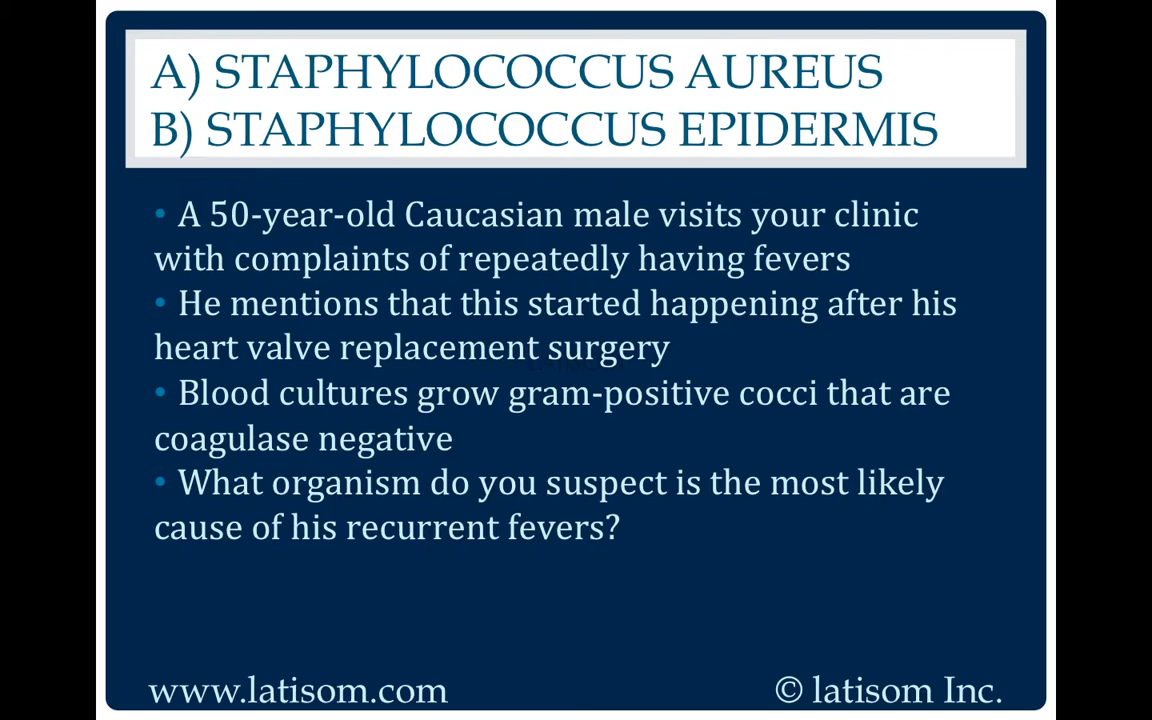 A) STAPHYLOCOCCUS AUREUS
B) STAPHYLOCOCCUS EPIDERMIS
• A 50-year-old Caucasian male visits your clinic
with complaints of repeatedly having fevers
• He mentions that this started happening after his
heart valve replacement surgery
• Blood cultures grow gram-positive cocci that are
coagulase negative
• What organism do you suspect is the most likely
cause of his recurrent fevers?
www.latisom.com
© latisom Inc.